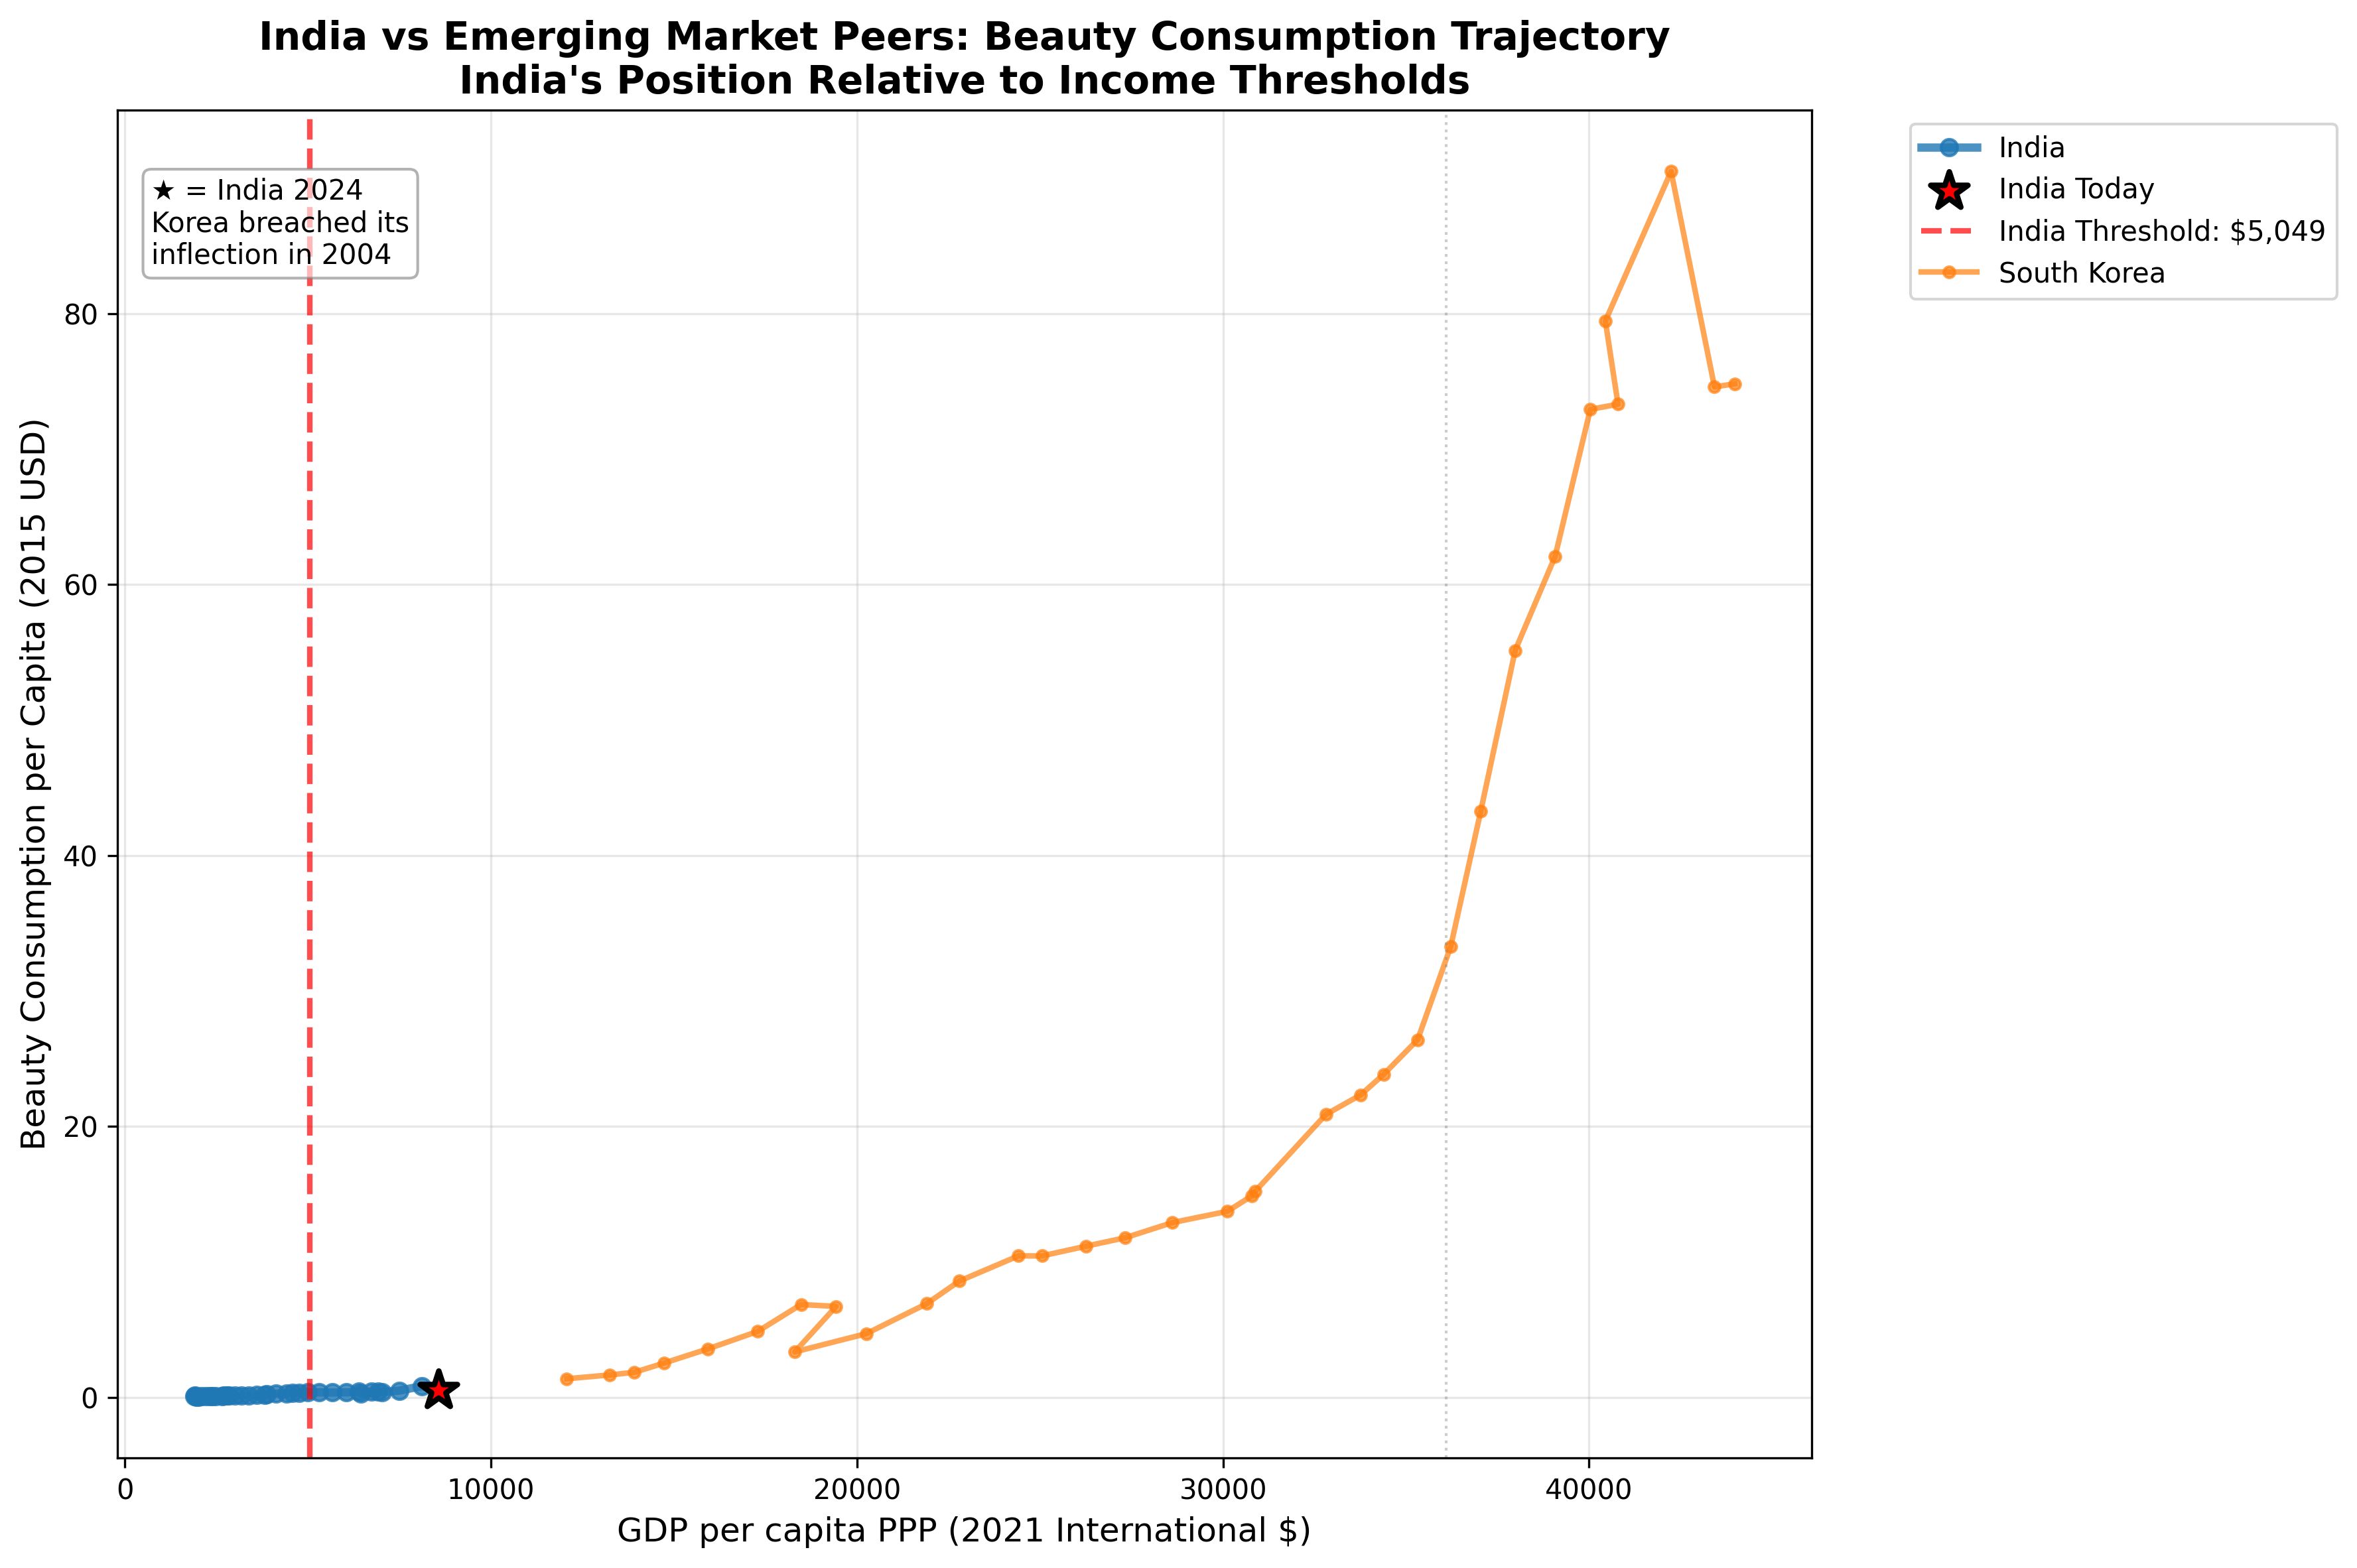 India vs Emerging Market Peers: Beauty Consumption Trajectory
India's Position Relative to Income Thresholds
★ = India 2024
Korea breached its
inflection in 2004
India
India Today
India Threshold: $5,049
South Korea
Beauty Consumption per Capita (2015 USD)
80
60
40
20
0
0
10000
20000
30000
40000
GDP per capita PPP (2021 International $)